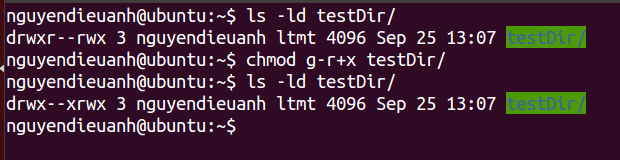 nguyendieuanh@ubuntu:~$ ls -ld testDir/
drwxr--rwx 3 nguyendieuanh ltmt 4096 Sep 25 13:07 testDir/
nguyendieuanh@ubuntu:~$ chmod g-r+x testDir/
nguyendieuanh@ubuntu:~$ ls -ld testDir/
drwx--xrwx 3 nguyendieuanh ltmt 4096 Sep 25 13:07 testDir/
nguyendieuanh@ubuntu:~$